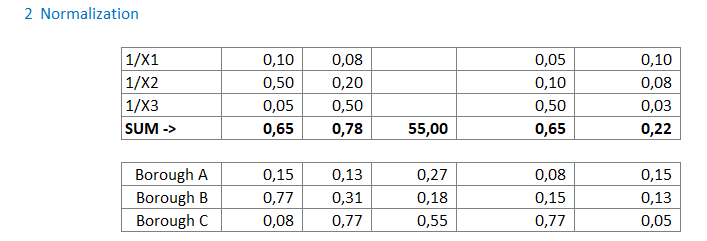 2 Normalization
1/X1 0,10 0,08 0,05 0,10
1/X2 0,50 0,20 0,10 0,08
1/X3 0,05 0,50 0,50 0,03
SUM -> 0,65 0,78 55,00 0,65 0,22
Borough A 0,15 0,13 0,27 0,08 0,15
Borough B 0,77 0,31 0,18 0,15 0,13
Borough C 0,08 0,77 0,55 0,77 0,05